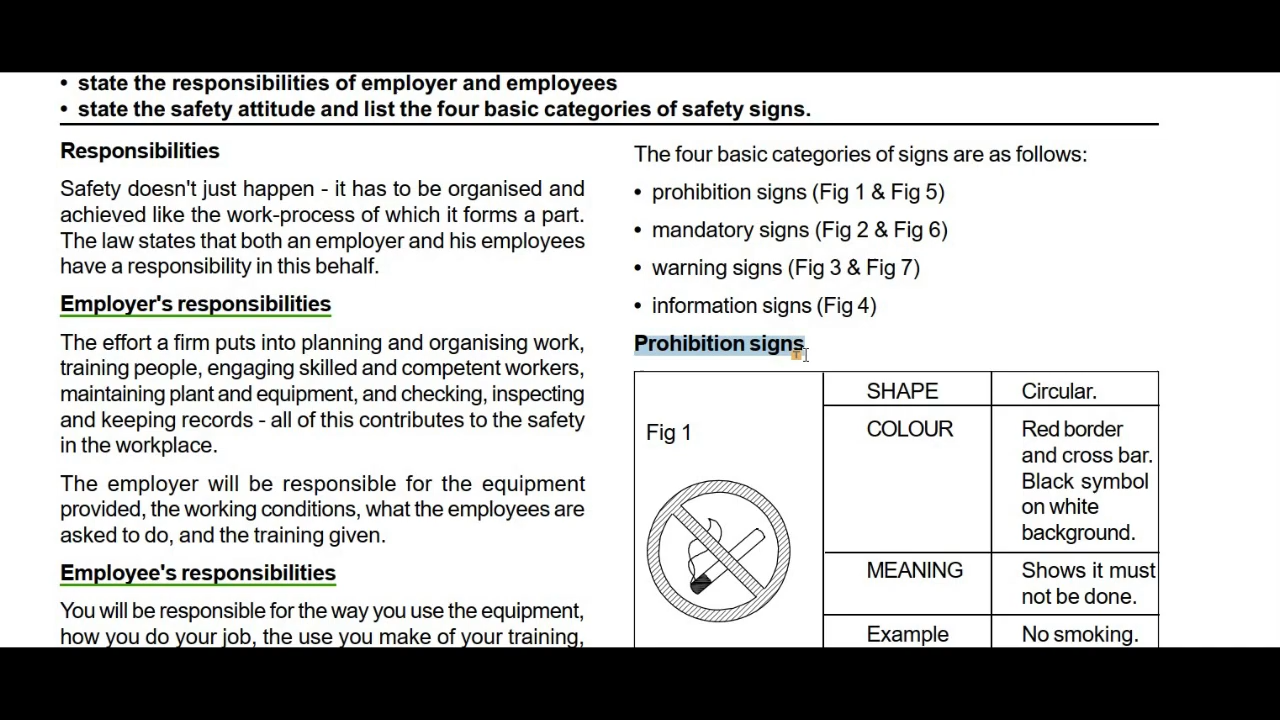 • state the responsibilities of employer and employees
• state the safety attitude and list the four basic categories of safety signs.
Responsibilities
Safety doesn't just happen - it has to be organised and
achieved like the work-process of which it forms a part.
The law states that both an employer and his employees
have a responsibility in this behalf.
Employer's responsibilities
The effort a firm puts into planning and organising work,
training people, engaging skilled and competent workers,
maintaining plant and equipment, and checking, inspecting
and keeping records - all of this contributes to the safety
in the workplace.
The employer will be responsible for the equipment
provided, the working conditions, what the employees are
asked to do, and the training given.
Employee's responsibilities
You will be responsible for the way you use the equipment,
how you do your job, the use you make of your training,
The four basic categories of signs are as follows:
• prohibition signs (Fig 1 & Fig 5)
• mandatory signs (Fig 2 & Fig 6)
• warning signs (Fig 3 & Fig 7)
• information signs (Fig 4)
Prohibition signs
Fig 1
SHAPE
Circular.
COLOUR
Red border
and cross bar.
Black symbol
on white
background.
MEANING
Shows it must
not be done.
Example
No smoking.